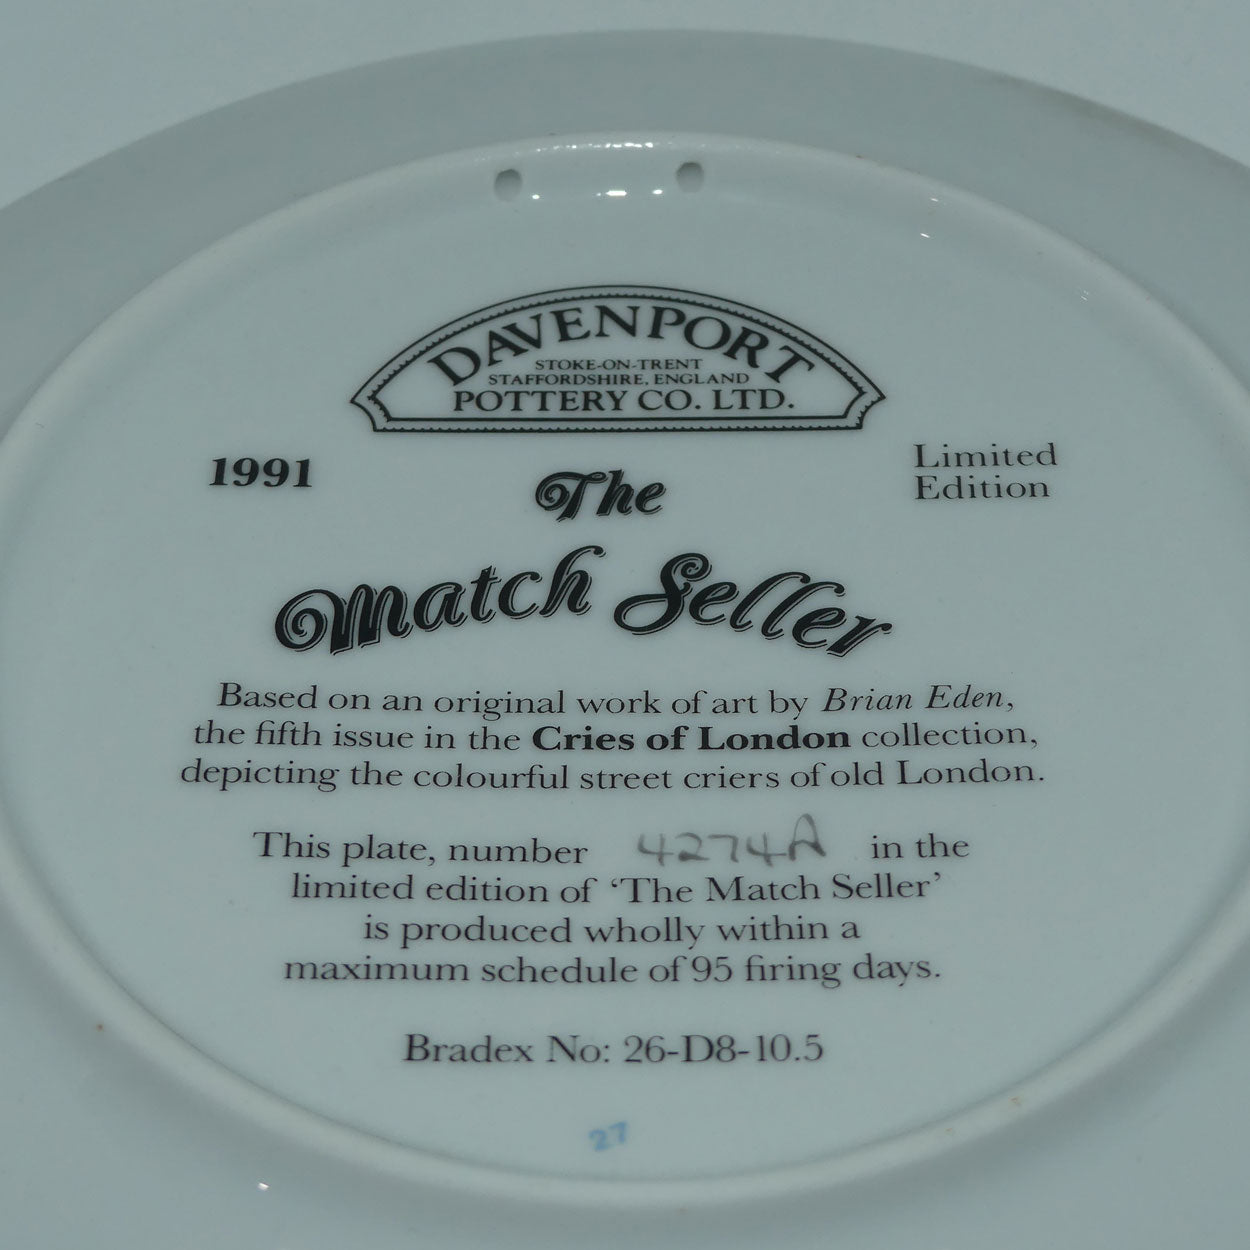 DAVENPORT
STOKE-ON-TRENT
STAFFORDSHIRE, ENGLAND
POTTERY CO. LTD.
1991
Limited
Edition
The
Match Seller
Based on an original work of art by Brian Eden,
the fifth issue in the Cries of London collection,
depicting the colourful street criers of old London.
This plate, number 4274A in the
limited edition of ‘The Match Seller’
is produced wholly within a
maximum schedule of 95 firing days.
Bradex No: 26-D8-10.5
27